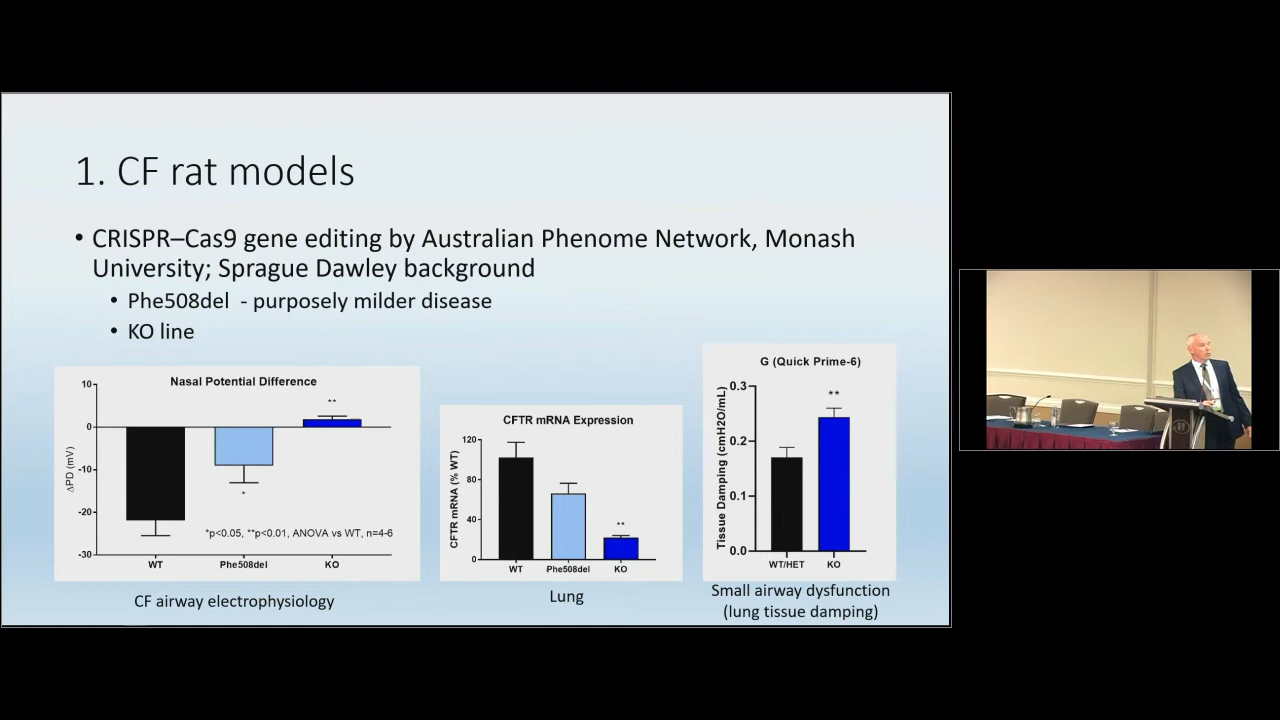 1. CF rat models
• CRISPR–Cas9 gene editing by Australian Phenome Network, Monash
University; Sprague Dawley background
• Phe508del - purposely milder disease
• KO line
Nasal Potential Difference
10
0
-10
-20
-30
ΔPD (mV)
**
*
*p<0.05, **p<0.01, ANOVA vs WT, n=4-6
WT Phe508del KO
CF airway electrophysiology
CFTR mRNA Expression
120
80
40
0
CFTR mRNA (% WT)
**
WT Phe508del KO
Lung
G (Quick Prime-6)
0.3
0.2
0.1
0.0
Tissue Damping (cmH2O/mL)
**
WT/HET KO
Small airway dysfunction
(lung tissue damping)